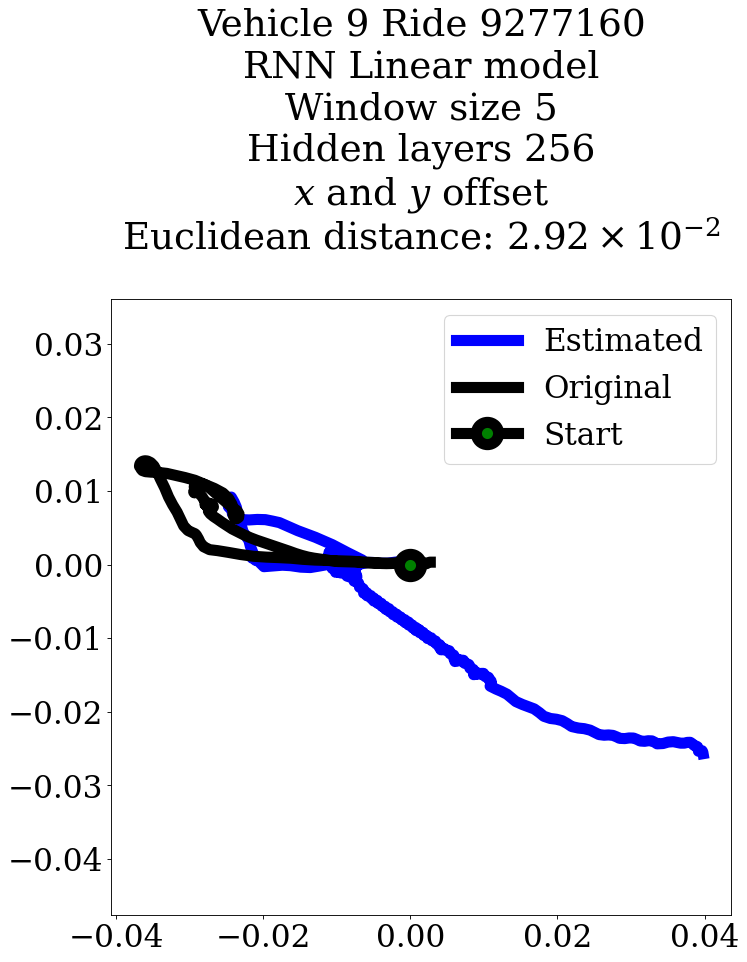 Vehicle 9 Ride 9277160
RNN Linear model
Window size 5
Hidden layers 256
x and y offset
Euclidean distance: 2.92 × 10⁻²
Estimated
Original
Start
0.03
0.02
0.01
0.00
−0.01
−0.02
−0.03
−0.04
−0.04 −0.02 0.00 0.02 0.04